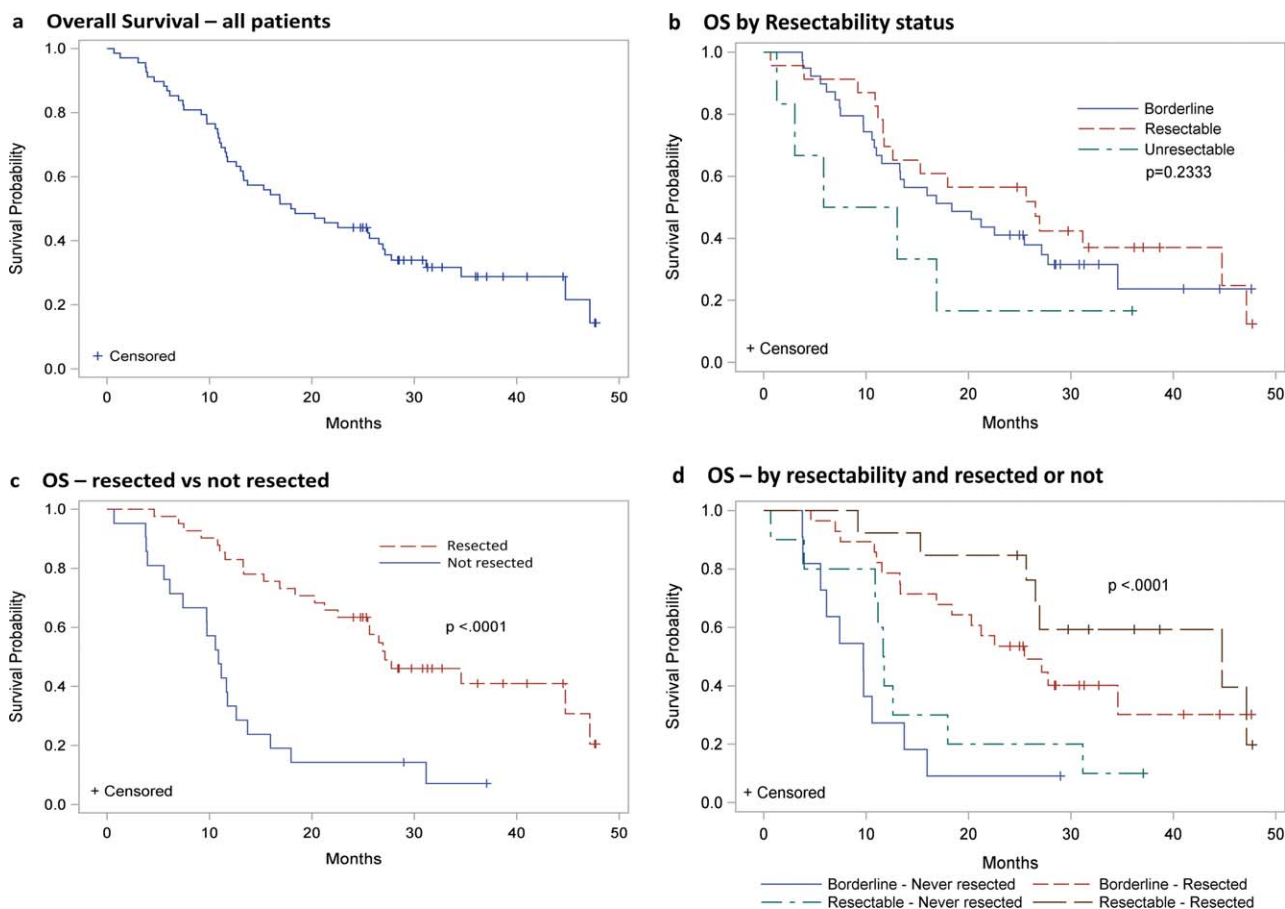 a Overall Survival – all patients
Survival Probability
1.0
0.8
0.6
0.4
0.2
0.0
+ Censored
0 10 20 30 40 50
Months
b OS by Resectability status
Survival Probability
1.0
0.8
0.6
0.4
0.2
0.0
Borderline
Resectable
Unresectable
p=0.2333
+ Censored
0 10 20 30 40 50
Months
c OS – resected vs not resected
Survival Probability
1.0
0.8
0.6
0.4
0.2
0.0
Resected
Not resected
p <.0001
+ Censored
0 10 20 30 40 50
Months
d OS – by resectability and resected or not
Survival Probability
1.0
0.8
0.6
0.4
0.2
0.0
p <.0001
+ Censored
0 10 20 30 40 50
Months
Borderline - Never resected Borderline - Resected
Resectable - Never resected Resectable - Resected